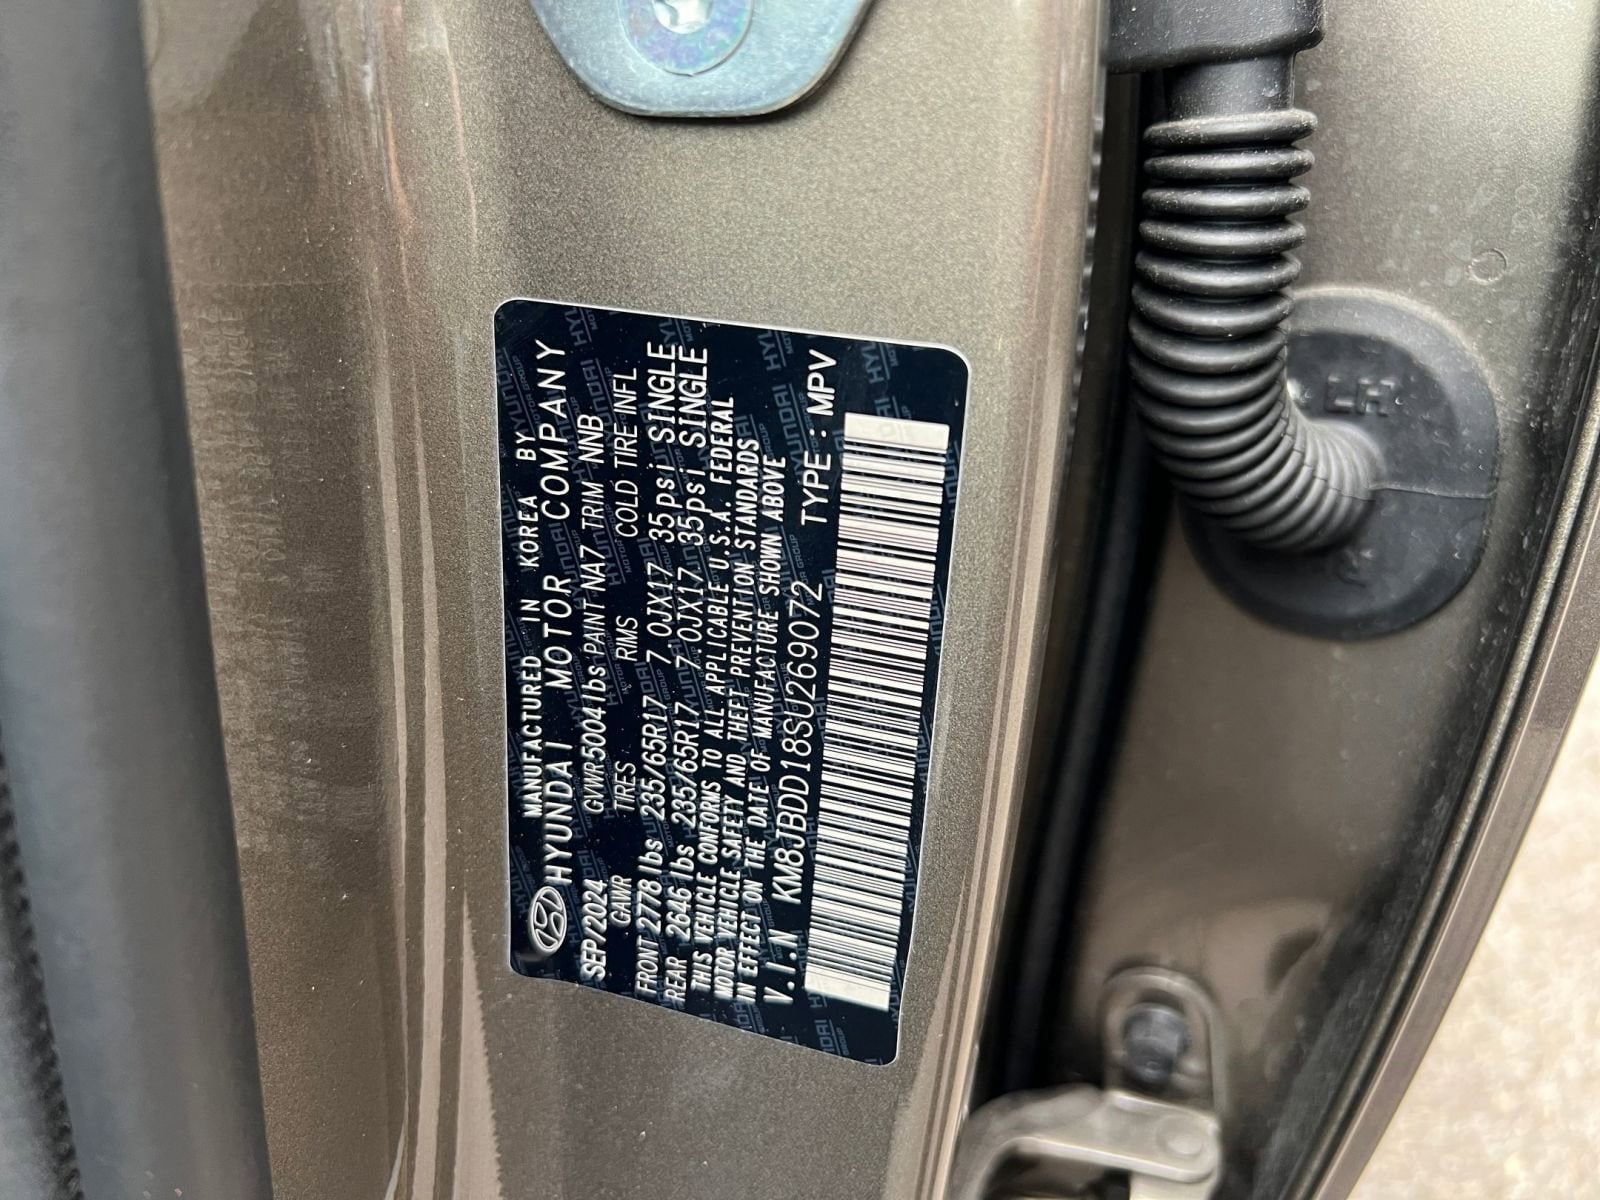 MANUFACTURED IN KOREA BY
HYUNDAI MOTOR COMPANY
SEP/2024 GVWR 5004 lbs PAINT NA7 TRIM NNB
GAWR TIRES RIMS COLD TIRE INFL
FRONT 2778 lbs 235/65R17 7.0JX17 35psi SINGLE
REAR 2646 lbs 235/65R17 7.0JX17 35psi SINGLE
THIS VEHICLE CONFORMS TO ALL APPLICABLE U.S.A. FEDERAL
MOTOR VEHICLE SAFETY AND THEFT PREVENTION STANDARDS
IN EFFECT ON THE DATE OF MANUFACTURE SHOWN ABOVE
V.I.N KM8JBDD18SU269072 TYPE : MPV
LH